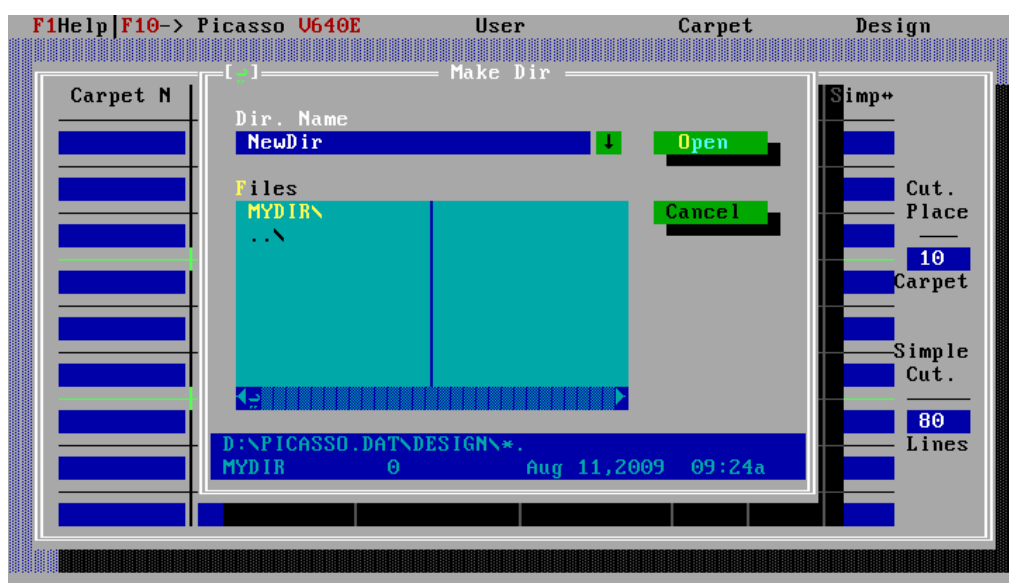 F1Help|F10-> Picasso V640E User Carpet Design
Make Dir
Carpet N
Simp↔
Dir. Name
NewDir ↓ Open
Files
MYDIR\ Cancel
..\
Cut.
Place
10
Carpet
Simple
Cut.
80
Lines
D:\PICASSO.DAT\DESIGN\*.
MYDIR 0 Aug 11,2009 09:24a